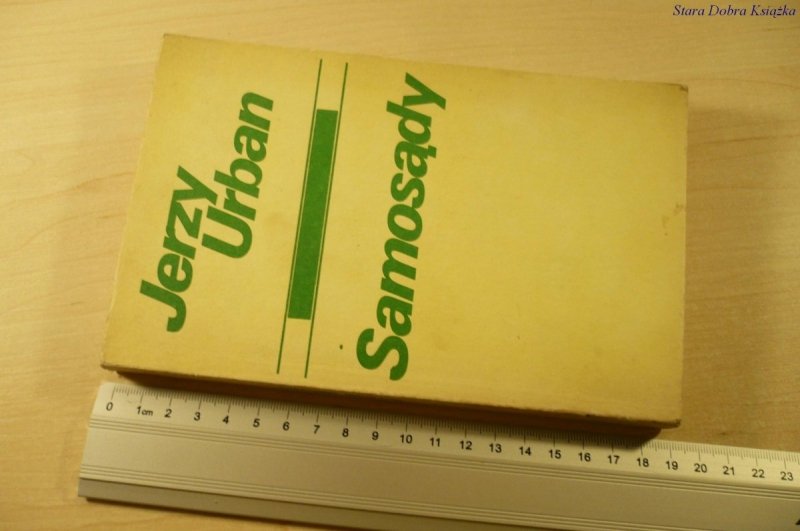 Stara Dobra Książka
Jerzy
Urban
Samosądy
0 1cm 2 3 4 5 6 7 8 9 10 11 12 13 14 15 16 17 18 19 20 21 22 23